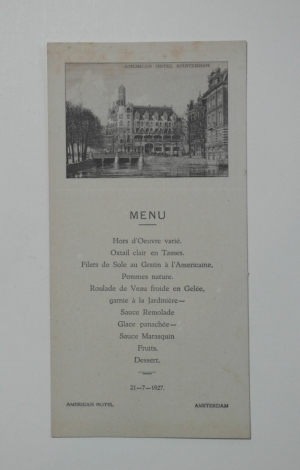 AMERICAN HOTEL AMSTERDAM
MENU
Hors d'Oeuvre varié.
Oxtail clair en Tasses.
Filets de Sole au Gratin à l'Americaine,
Pommes nature.
Roulade de Veau froide en Gelée,
garnie à la Jardinière—
Sauce Rémolade
Glace panachée—
Sauce Marasquin
Fruits.
Dessert.
21-7-1927.
AMERICAN HOTEL AMSTERDAM